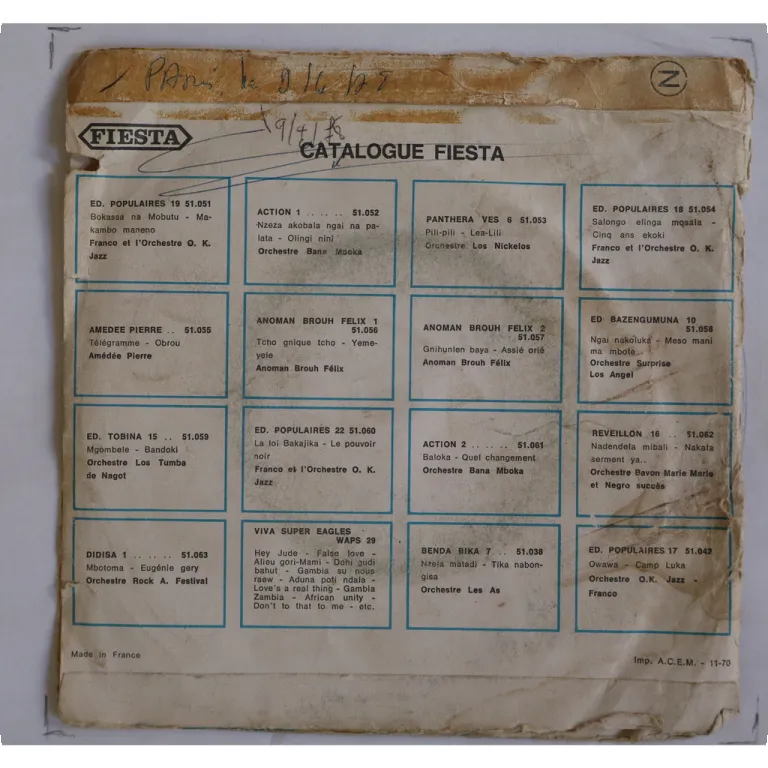 Paris le
N
FIESTA
9/4/76
CATALOGUE FIESTA
ED. POPULAIRES 19 51.051
Bokassa na Mobutu - Ma-
kambo maneno
Franco et l'Orchestre O. K.
Jazz
ACTION 1 .. .. .. 51.052
Nzeza akobala ngai na pa-
lata - Olingi nini
Orchestre Bana Mboka
PANTHERA VES 6 51.053
Pili-pili - Lea-Lili
Orchestre Los Nickelos
ED. POPULAIRES 18 51.054
Salongo elinga mosala -
Cinq ans ekoki
Franco et l'Orchestre O. K.
Jazz
AMEDEE PIERRE .. 51.055
Télégramme - Obrou
Amédée Pierre
ANOMAN BROUH FELIX 1
51.056
Tcho gnique tcho - Yeme-
yele
Anoman Brouh Félix
ANOMAN BROUH FELIX 2
51.057
Gnihunlen baya - Assié orié
Anoman Brouh Félix
ED BAZENGUMUNA 10
51.058
Ngai nakoluka - Meso mani
ma mbote..
Orchestre Surprise
Los Angel
ED. TOBINA 15 .. 51.059
Mgombele - Bandoki
Orchestre Los Tumba
de Nagot
ED. POPULAIRES 22 51.060
La loi Bakajika - Le pouvoir
noir
Franco et l'Orchestre O. K.
Jazz
ACTION 2 .. .. .. 51.061
Baloka - Quel changement
Orchestre Bana Mboka
REVEILLON 16 .. 51.062
Nadendela mibali - Nakata
serment ya..
Orchestre Bavon Marie Marie
et Negro succès
DIDISA 1 .. .. .. 51.063
Mbotoma - Eugénie gery
Orchestre Rock A. Festival
VIVA SUPER EAGLES
WAPS 29
Hey Jude - False love -
Alieu gori-Mami - Ddhi gudi
bahut - Gambia su nous
raew - Aduna poti ndala -
Love's a real thing - Gambia
Zambia - African unity -
Don't to that to me - etc.
BENDA BIKA 7 .. 51.038
Nzela matadi - Tika nabon-
gisa
Orchestre Les As
ED. POPULAIRES 17 51.042
Owawa - Camp Luka
Orchestre O.K. Jazz -
Franco
Made in France
Imp. A.C.E.M. - 11-70